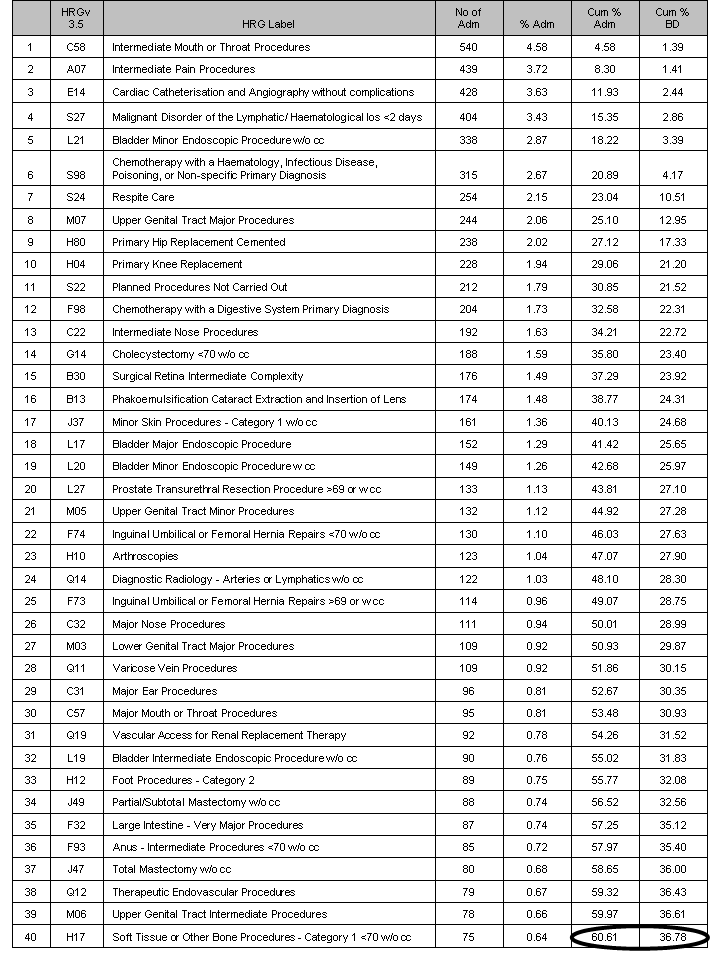 HRGv 3.5 HRG Label No of Adm % Adm Cum % Adm Cum % BD
1 C58 Intermediate Mouth or Throat Procedures 540 4.58 4.58 1.39
2 A07 Intermediate Pain Procedures 439 3.72 8.30 1.41
3 E14 Cardiac Catheterisation and Angiography without complications 428 3.63 11.93 2.44
4 S27 Malignant Disorder of the Lymphatic/ Haematological los <2 days 404 3.43 15.35 2.86
5 L21 Bladder Minor Endoscopic Procedure w/o cc 338 2.87 18.22 3.39
Chemotherapy with a Haematology, Infectious Disease,
6 S98 Poisoning, or Non-specific Primary Diagnosis 315 2.67 20.89 4.17
7 S24 Respite Care 254 2.15 23.04 10.51
8 M07 Upper Genital Tract Major Procedures 244 2.06 25.10 12.95
9 H80 Primary Hip Replacement Cemented 238 2.02 27.12 17.33
10 H04 Primary Knee Replacement 228 1.94 29.06 21.20
11 S22 Planned Procedures Not Carried Out 212 1.79 30.85 21.52
12 F98 Chemotherapy with a Digestive System Primary Diagnosis 204 1.73 32.58 22.31
13 C22 Intermediate Nose Procedures 192 1.63 34.21 22.72
14 G14 Cholecystectomy <70 w/o cc 188 1.59 35.80 23.40
15 B30 Surgical Retina Intermediate Complexity 176 1.49 37.29 23.92
16 B13 Phakoemulsification Cataract Extraction and Insertion of Lens 174 1.48 38.77 24.31
17 J37 Minor Skin Procedures - Category 1 w/o cc 161 1.36 40.13 24.68
18 L17 Bladder Major Endoscopic Procedure 152 1.29 41.42 25.65
19 L20 Bladder Minor Endoscopic Procedure w cc 149 1.26 42.68 25.97
20 L27 Prostate Transurethral Resection Procedure >69 or w cc 133 1.13 43.81 27.10
21 M05 Upper Genital Tract Minor Procedures 132 1.12 44.92 27.28
22 F74 Inguinal Umbilical or Femoral Hernia Repairs <70 w/o cc 130 1.10 46.03 27.63
23 H10 Arthroscopies 123 1.04 47.07 27.90
24 Q14 Diagnostic Radiology - Arteries or Lymphatics w/o cc 122 1.03 48.10 28.30
25 F73 Inguinal Umbilical or Femoral Hernia Repairs >69 or w cc 114 0.96 49.07 28.75
26 C32 Major Nose Procedures 111 0.94 50.01 28.99
27 M03 Lower Genital Tract Major Procedures 109 0.92 50.93 29.87
28 Q11 Varicose Vein Procedures 109 0.92 51.86 30.15
29 C31 Major Ear Procedures 96 0.81 52.67 30.35
30 C57 Major Mouth or Throat Procedures 95 0.81 53.48 30.93
31 Q19 Vascular Access for Renal Replacement Therapy 92 0.78 54.26 31.52
32 L19 Bladder Intermediate Endoscopic Procedure w/o cc 90 0.76 55.02 31.83
33 H12 Foot Procedures - Category 2 89 0.75 55.77 32.08
34 J49 Partial/Subtotal Mastectomy w/o cc 88 0.74 56.52 32.56
35 F32 Large Intestine - Very Major Procedures 87 0.74 57.25 35.12
36 F93 Anus - Intermediate Procedures <70 w/o cc 85 0.72 57.97 35.40
37 J47 Total Mastectomy w/o cc 80 0.68 58.65 36.00
38 Q12 Therapeutic Endovascular Procedures 79 0.67 59.32 36.43
39 M06 Upper Genital Tract Intermediate Procedures 78 0.66 59.97 36.61
40 H17 Soft Tissue or Other Bone Procedures - Category 1 <70 w/o cc 75 0.64 60.61 36.78